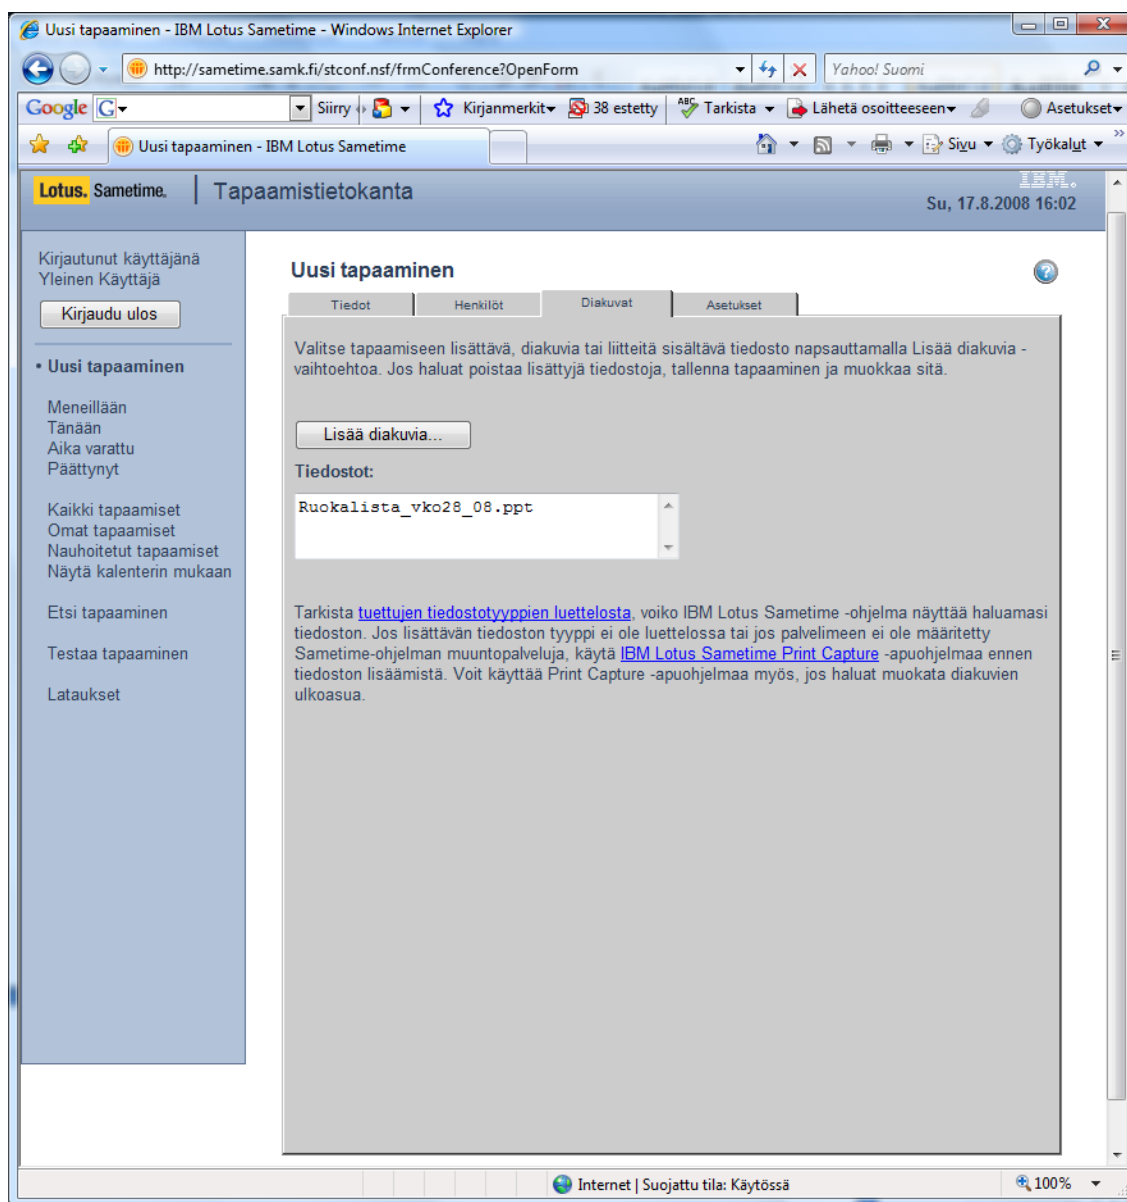 Uusi tapaaminen - IBM Lotus Sametime - Windows Internet Explorer
http://sametime.samk.fi/stconf.nsf/frmConference?OpenForm
Yahoo! Suomi
Google G Siirry Kirjanmerkit 38 estetty ABC Tarkista Lähetä osoitteeseen Asetukset
Uusi tapaaminen - IBM Lotus Sametime
Sivu Työkalut »
Lotus. Sametime. | Tapaamistietokanta
IBM.
Su, 17.8.2008 16:02
Kirjautunut käyttäjänä
Yleinen Käyttäjä
Kirjaudu ulos
• Uusi tapaaminen
Meneillään
Tänään
Aika varattu
Päättynyt
Kaikki tapaamiset
Omat tapaamiset
Nauhoitetut tapaamiset
Näytä kalenterin mukaan
Etsi tapaaminen
Testaa tapaaminen
Lataukset
Uusi tapaaminen
?
Tiedot Henkilöt Diakuvat Asetukset
Valitse tapaamiseen lisättävä, diakuvia tai liitteitä sisältävä tiedosto napsauttamalla Lisää diakuvia -
vaihtoehtoa. Jos haluat poistaa lisättyjä tiedostoja, tallenna tapaaminen ja muokkaa sitä.
Lisää diakuvia...
Tiedostot:
Ruokalista_vko28_08.ppt
Tarkista tuettujen tiedostotyyppien luettelosta, voiko IBM Lotus Sametime -ohjelma näyttää haluamasi
tiedoston. Jos lisättävän tiedoston tyyppi ei ole luettelossa tai jos palvelimeen ei ole määritetty
Sametime-ohjelman muuntopalveluja, käytä IBM Lotus Sametime Print Capture -apuohjelmaa ennen
tiedoston lisäämistä. Voit käyttää Print Capture -apuohjelmaa myös, jos haluat muokata diakuvien
ulkoasua.
Internet | Suojattu tila: Käytössä
100%